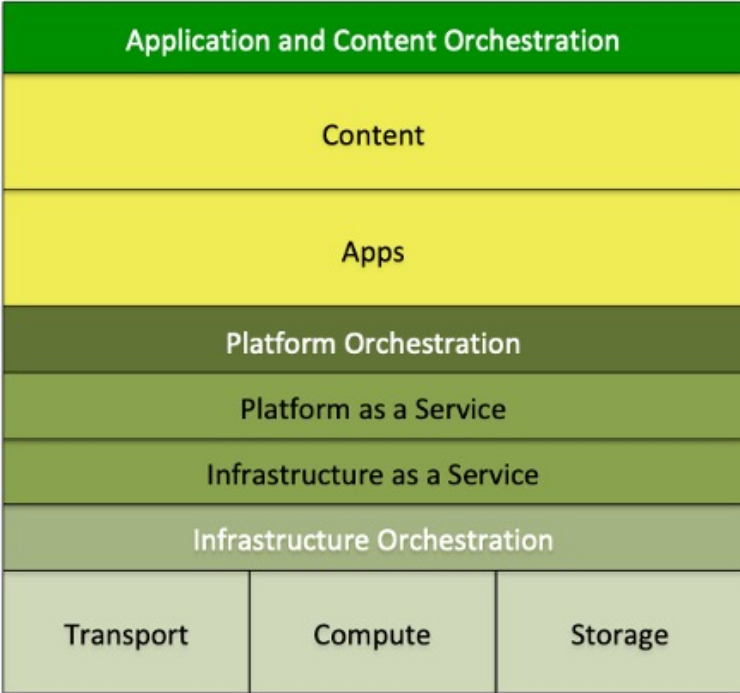 Application and Content Orchestration
Content
Apps
Platform Orchestration
Platform as a Service
Infrastructure as a Service
Infrastructure Orchestration
Transport
Compute
Storage